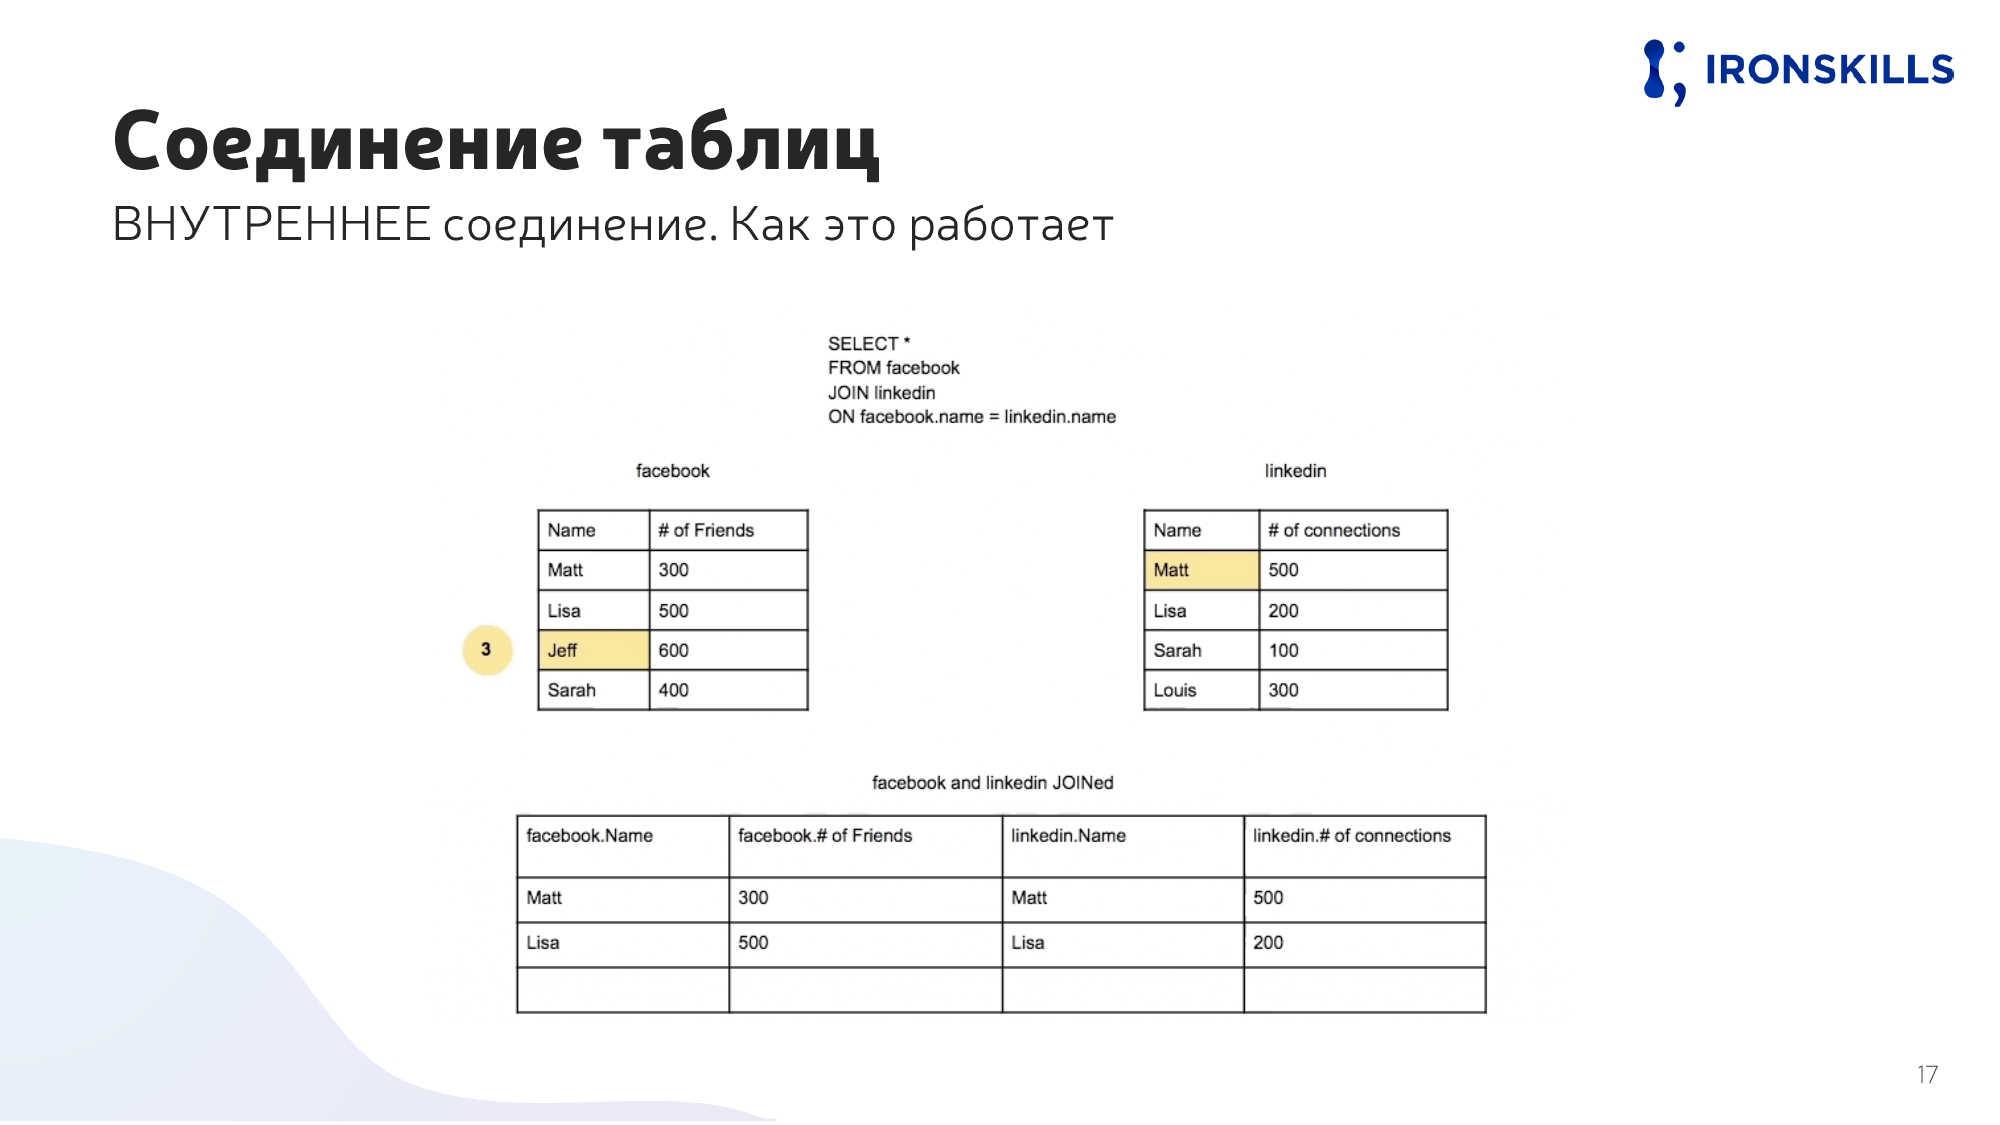 IRONSKILLS
Соединение таблиц
ВНУТРЕННЕЕ соединение. Как это работает
SELECT *
FROM facebook
JOIN linkedin
ON facebook.name = linkedin.name
facebook
Name # of Friends
Matt 300
Lisa 500
3 Jeff 600
Sarah 400
linkedin
Name # of connections
Matt 500
Lisa 200
Sarah 100
Louis 300
facebook and linkedin JOINed
facebook.Name facebook.# of Friends linkedin.Name linkedin.# of connections
Matt 300 Matt 500
Lisa 500 Lisa 200
17